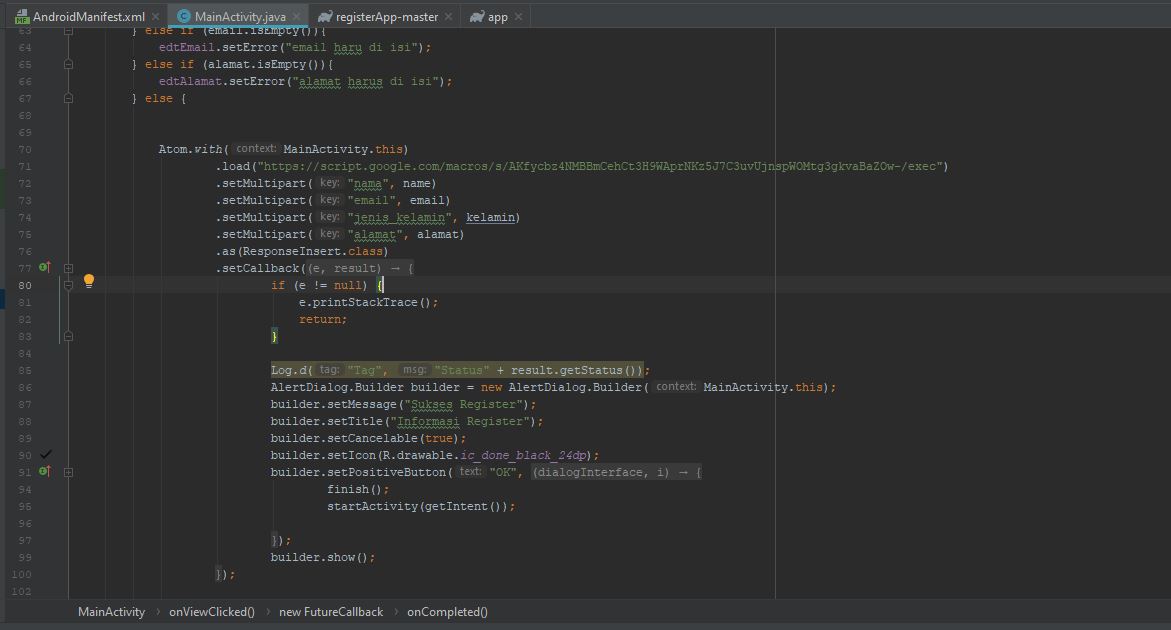 AndroidManifest.xml × MainActivity.java × registerApp-master × app ×
63 } else if (email.isEmpty()){
64 edtEmail.setError("email haru di isi");
65 } else if (alamat.isEmpty()){
66 edtAlamat.setError("alamat harus di isi");
67 } else {
68
69
70 Atom.with( context: MainActivity.this)
71 .load("https://script.google.com/macros/s/AKfycbz4NMBBmCehCt3H9WAprNKz5J7C3uvUjnspWOMtg3gkvaBaZOw-/exec")
72 .setMultipart( key: "nama", name)
73 .setMultipart( key: "email", email)
74 .setMultipart( key: "jenis_kelamin", kelamin)
75 .setMultipart( key: "alamat", alamat)
76 .as(ResponseInsert.class)
77 .setCallback((e, result) → {
80 if (e != null) {
81 e.printStackTrace();
82 return;
83 }
84
85 Log.d( tag: "Tag", msg: "Status" + result.getStatus());
86 AlertDialog.Builder builder = new AlertDialog.Builder( context: MainActivity.this);
87 builder.setMessage("Sukses Register");
88 builder.setTitle("Informasi Register");
89 builder.setCancelable(true);
90 builder.setIcon(R.drawable.ic_done_black_24dp);
91 builder.setPositiveButton( text: "OK", (dialogInterface, i) → {
94 finish();
95 startActivity(getIntent());
96
97 });
99 builder.show();
100 });
102
MainActivity › onViewClicked() › new FutureCallback › onCompleted()